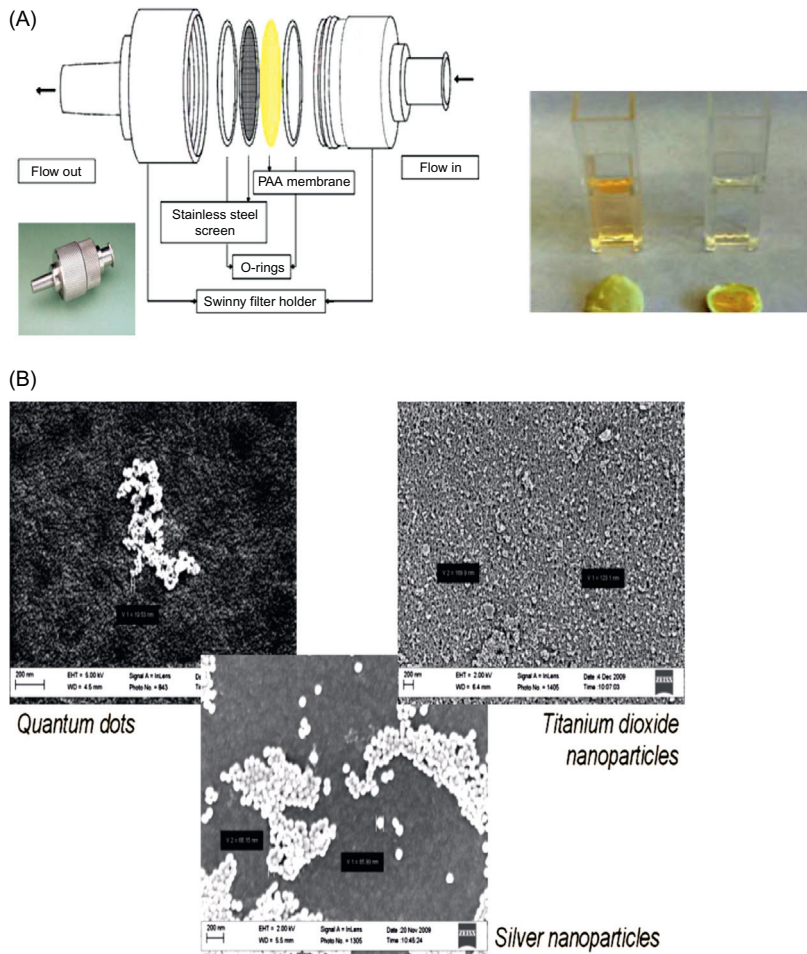 (A)
Flow out
Flow in
PAA membrane
Stainless steel
screen
O-rings
Swinny filter holder
(B)
200 nm
EHT = 5.00 kV
WD = 4.5 mm
Signal A = InLens
Photo No. = 843
Quantum dots
200 nm
EHT = 2.00 kV
WD = 6.4 mm
Signal A = InLens
Photo No. = 1405
Date :4 Dec 2009
Time :10:07:03
ZEISS
Titanium dioxide
nanoparticles
200 nm
EHT = 2.00 kV
WD = 5.5 mm
Signal A = InLens
Photo No. = 1305
Date :20 Nov 2009
Time :10:45:24
ZEISS
Silver nanoparticles